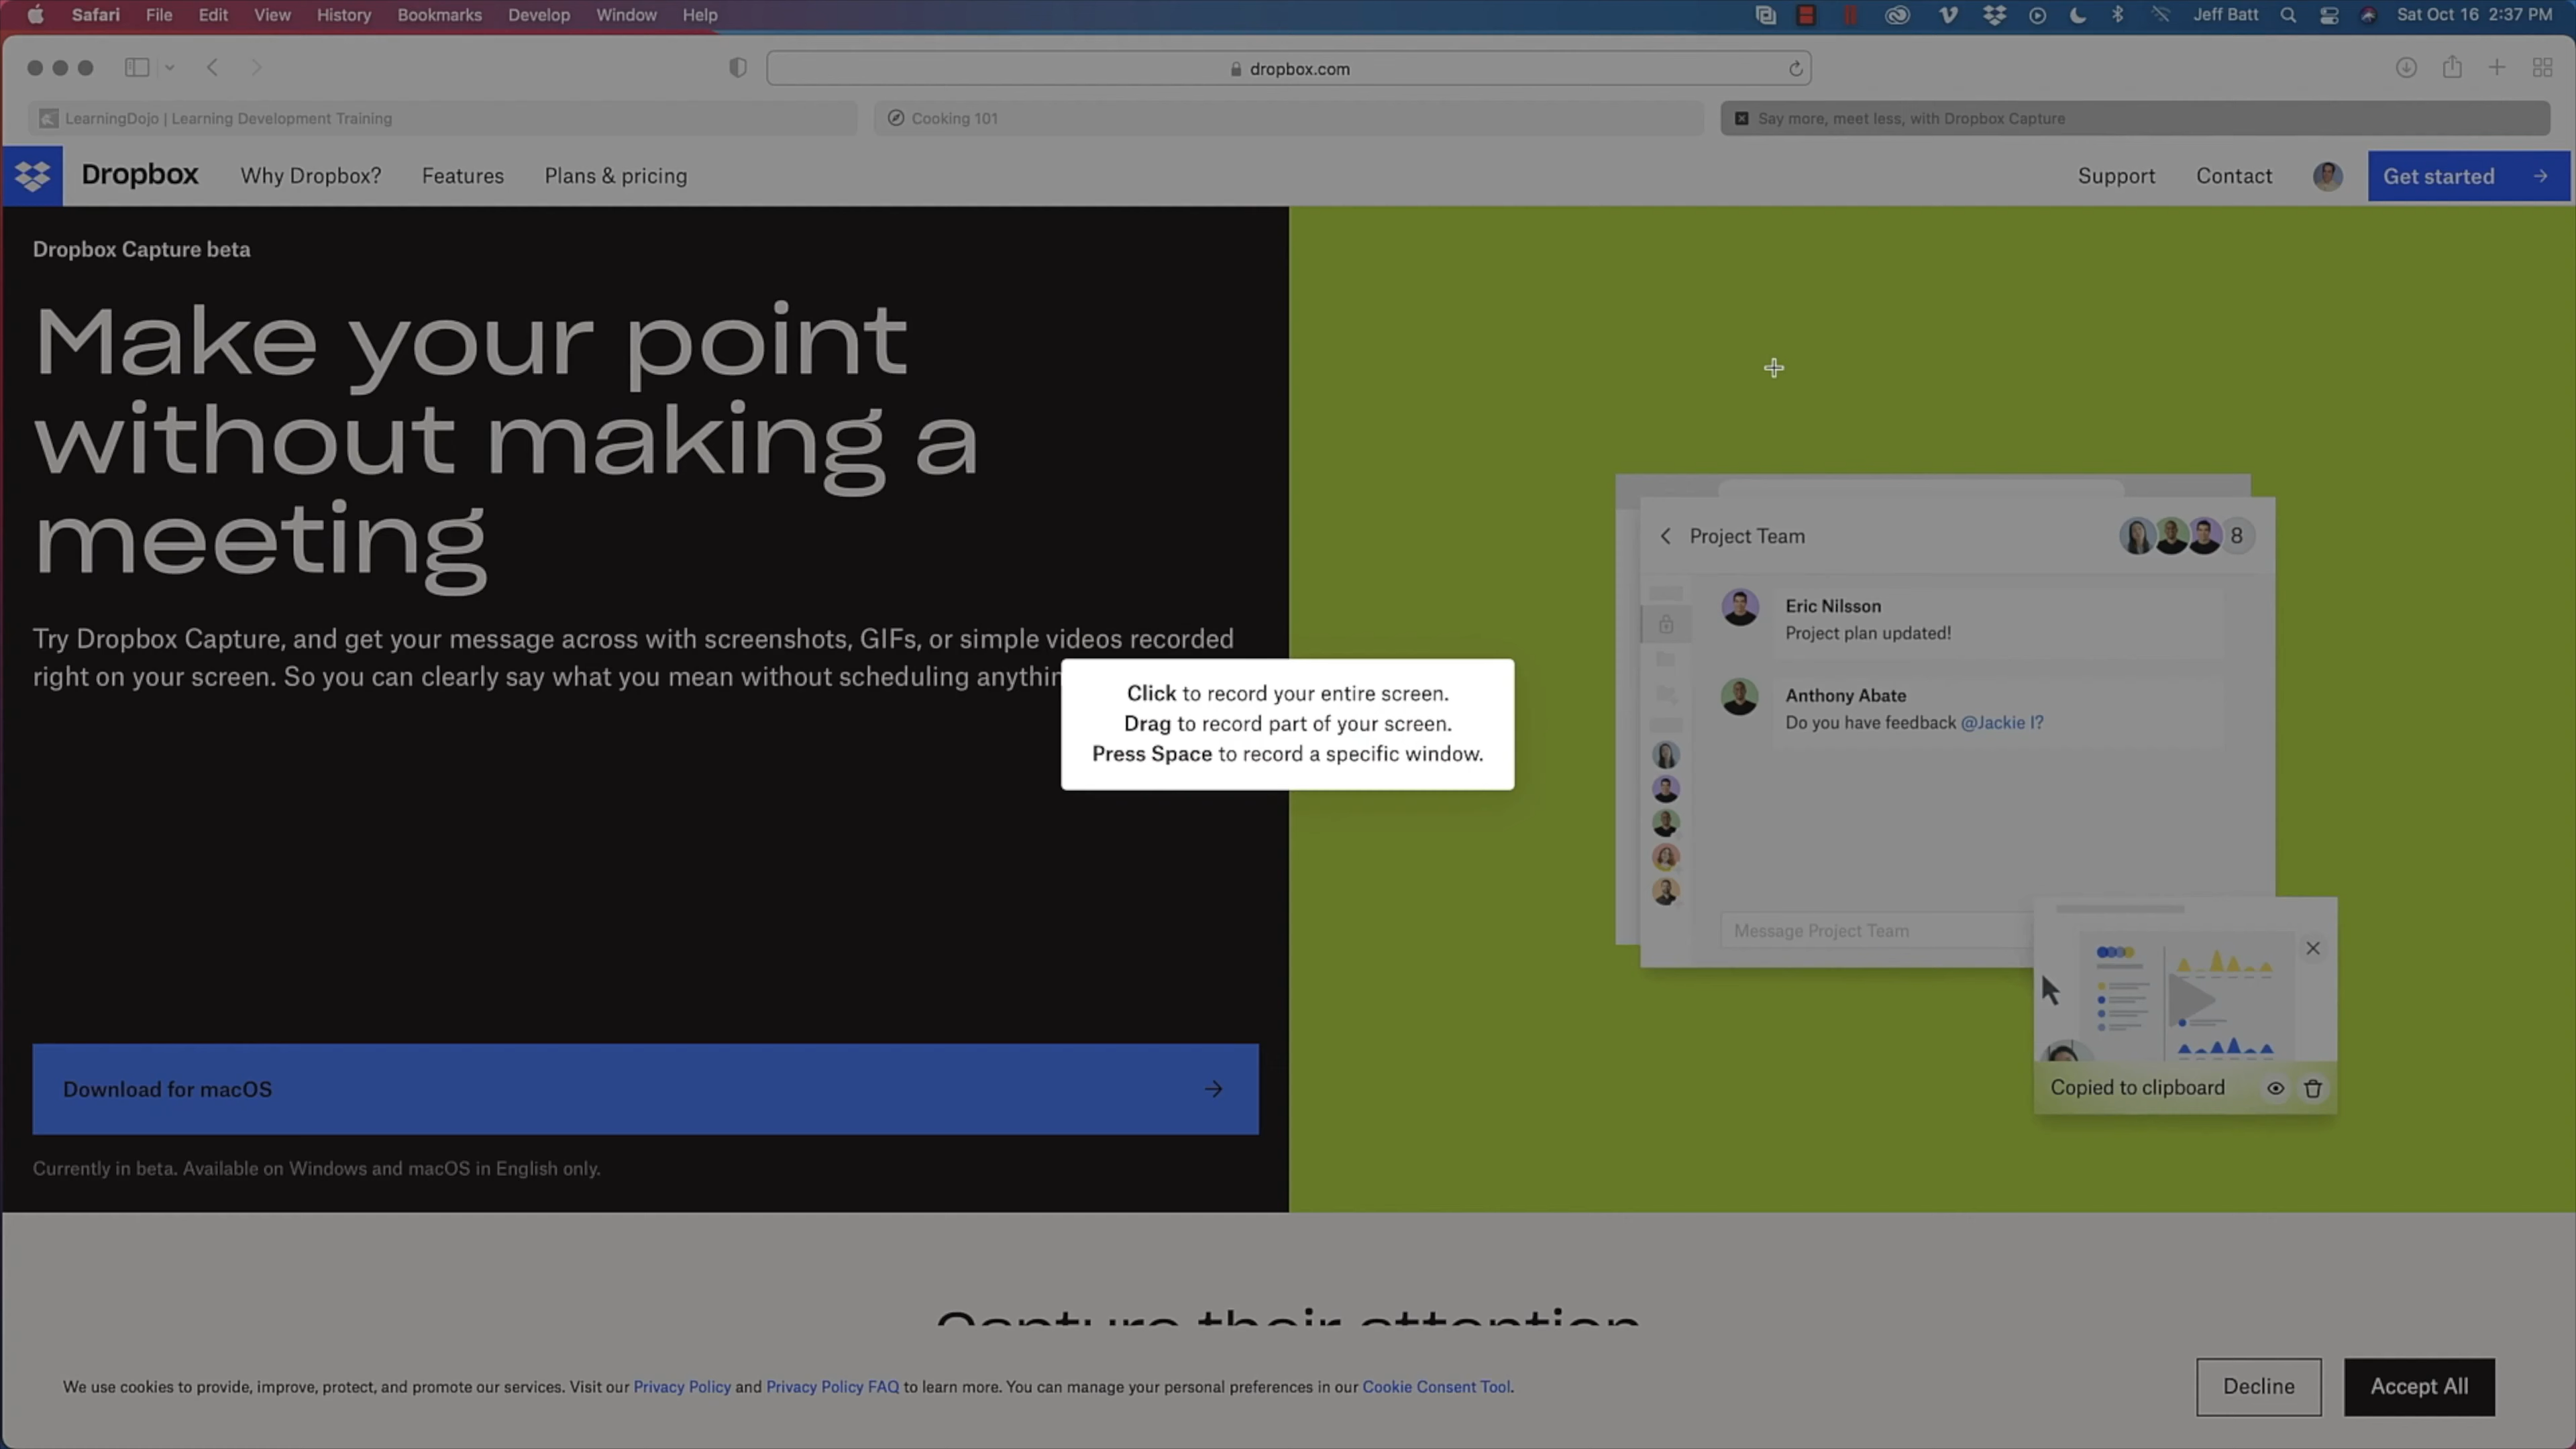 Safari File Edit View History Bookmarks Develop Window Help
Jeff Batt Sat Oct 16 2:37 PM
dropbox.com
LearningDojo | Learning Development Training
Cooking 101
Say more, meet less, with Dropbox Capture
Dropbox Why Dropbox? Features Plans & pricing
Support Contact Get started
Dropbox Capture beta
Make your point
without making a
meeting
Try Dropbox Capture, and get your message across with screenshots, GIFs, or simple videos recorded
right on your screen. So you can clearly say what you mean without scheduling
Click to record your entire screen.
Drag to record part of your screen.
Press Space to record a specific window.
Project Team
8
Eric Nilsson
Project plan updated!
Anthony Abate
Do you have feedback @Jackie I?
Message Project Team
Copied to clipboard
Download for macOS
Currently in beta. Available on Windows and macOS in English only.
Capture their attention
We use cookies to provide, improve, protect, and promote our services. Visit our Privacy Policy and Privacy Policy FAQ to learn more. You can manage your personal preferences in our Cookie Consent Tool.
Decline
Accept All